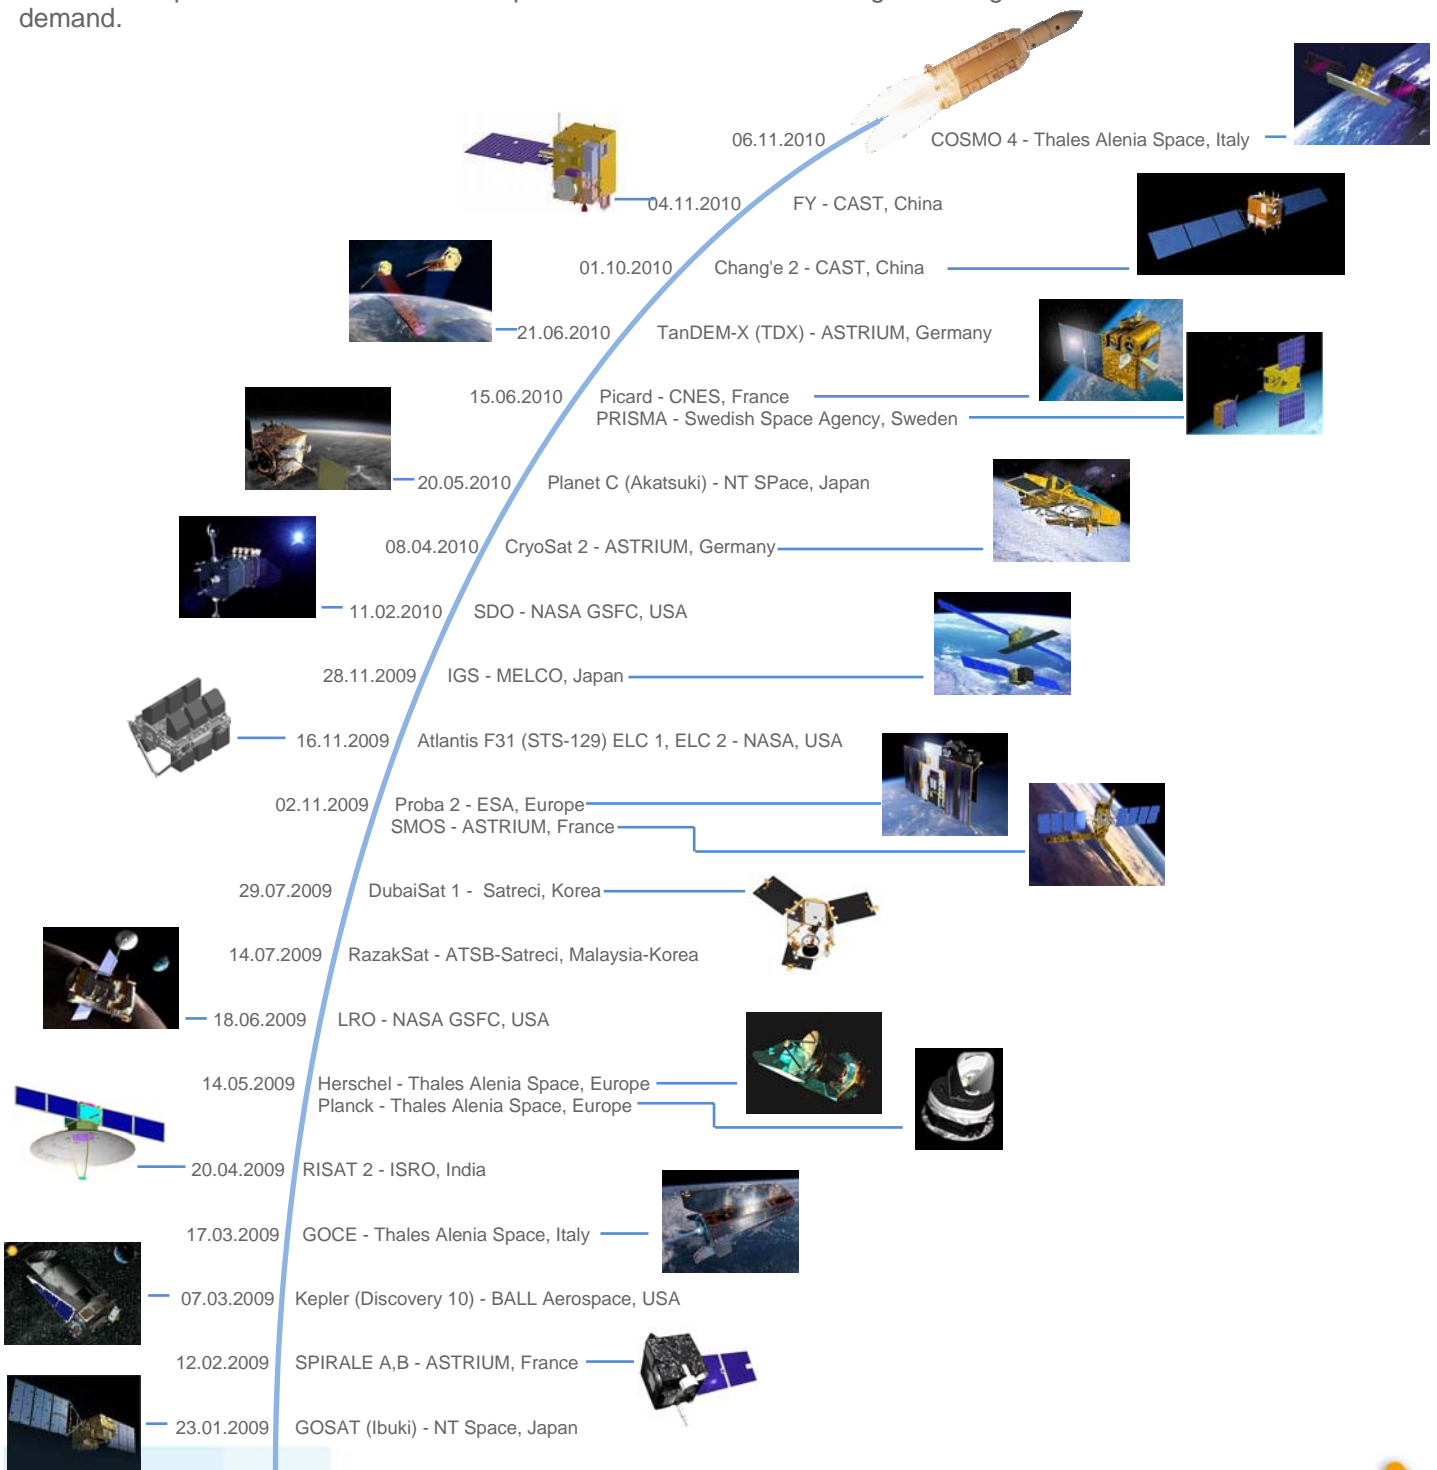 demand.
06.11.2010 COSMO 4 - Thales Alenia Space, Italy
04.11.2010 FY - CAST, China
01.10.2010 Chang'e 2 - CAST, China
21.06.2010 TanDEM-X (TDX) - ASTRIUM, Germany
15.06.2010 Picard - CNES, France
PRISMA - Swedish Space Agency, Sweden
20.05.2010 Planet C (Akatsuki) - NT SPace, Japan
08.04.2010 CryoSat 2 - ASTRIUM, Germany
11.02.2010 SDO - NASA GSFC, USA
28.11.2009 IGS - MELCO, Japan
16.11.2009 Atlantis F31 (STS-129) ELC 1, ELC 2 - NASA, USA
02.11.2009 Proba 2 - ESA, Europe
SMOS - ASTRIUM, France
29.07.2009 DubaiSat 1 - Satreci, Korea
14.07.2009 RazakSat - ATSB-Satreci, Malaysia-Korea
18.06.2009 LRO - NASA GSFC, USA
14.05.2009 Herschel - Thales Alenia Space, Europe
Planck - Thales Alenia Space, Europe
20.04.2009 RISAT 2 - ISRO, India
17.03.2009 GOCE - Thales Alenia Space, Italy
07.03.2009 Kepler (Discovery 10) - BALL Aerospace, USA
12.02.2009 SPIRALE A,B - ASTRIUM, France
23.01.2009 GOSAT (Ibuki) - NT Space, Japan